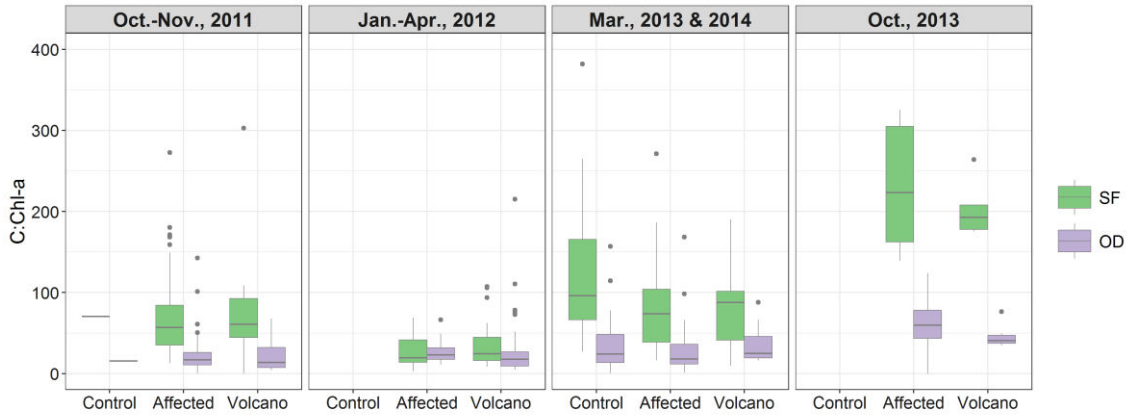 Oct.-Nov., 2011 Jan.-Apr., 2012 Mar., 2013 & 2014 Oct., 2013
C:Chl-a
400
300
200
100
0
SF
OD
Control Affected Volcano Control Affected Volcano Control Affected Volcano Control Affected Volcano